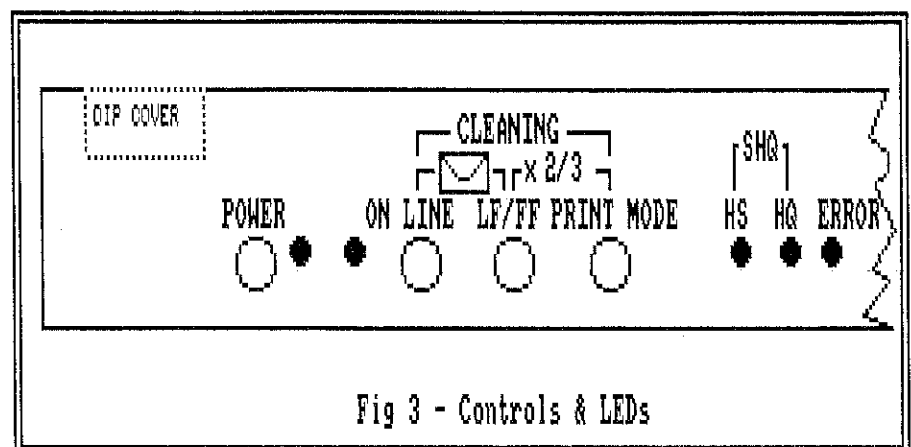 DIP COVER
CLEANING
SHQ
x 2/3
POWER ON LINE LF/FF PRINT MODE HS HQ ERROR
Fig 3 - Controls & LEDs